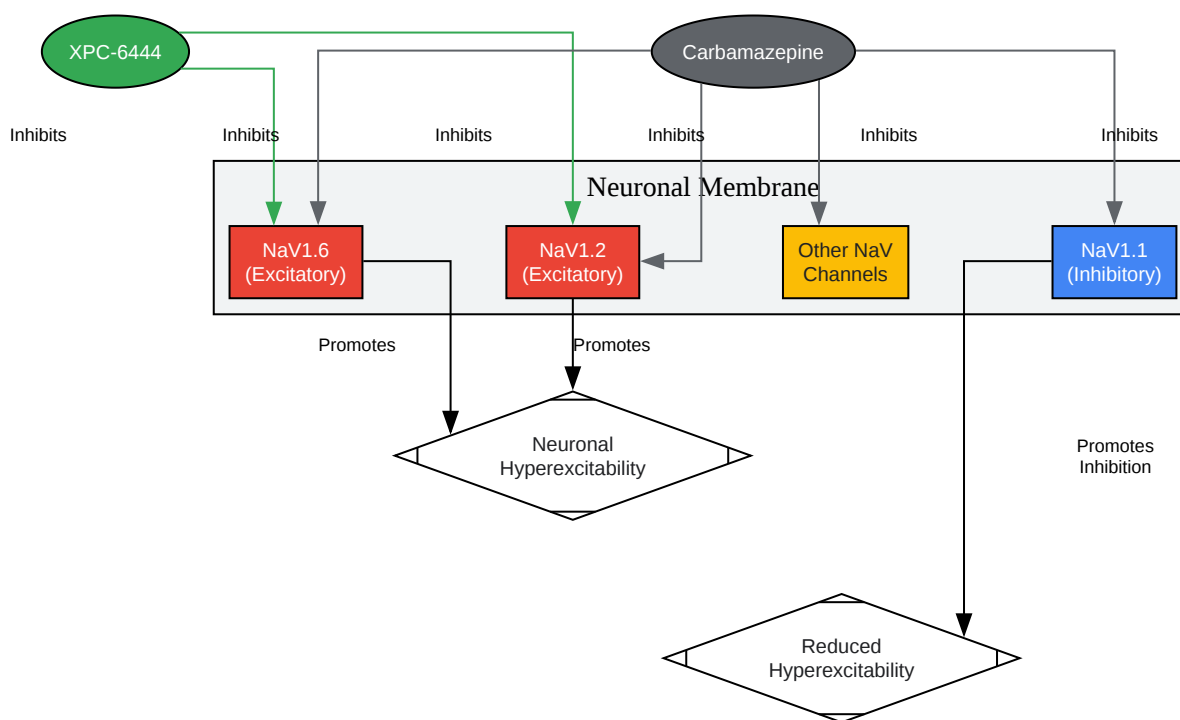 XPC-6444
Carbamazepine
Inhibits
Inhibits
Inhibits
Inhibits
Inhibits
Inhibits
Neuronal Membrane
NaV1.6
(Excitatory)
NaV1.2
(Excitatory)
Other NaV
Channels
NaV1.1
(Inhibitory)
Promotes
Promotes
Neuronal
Hyperexcitability
Promotes
Inhibition
Reduced
Hyperexcitability